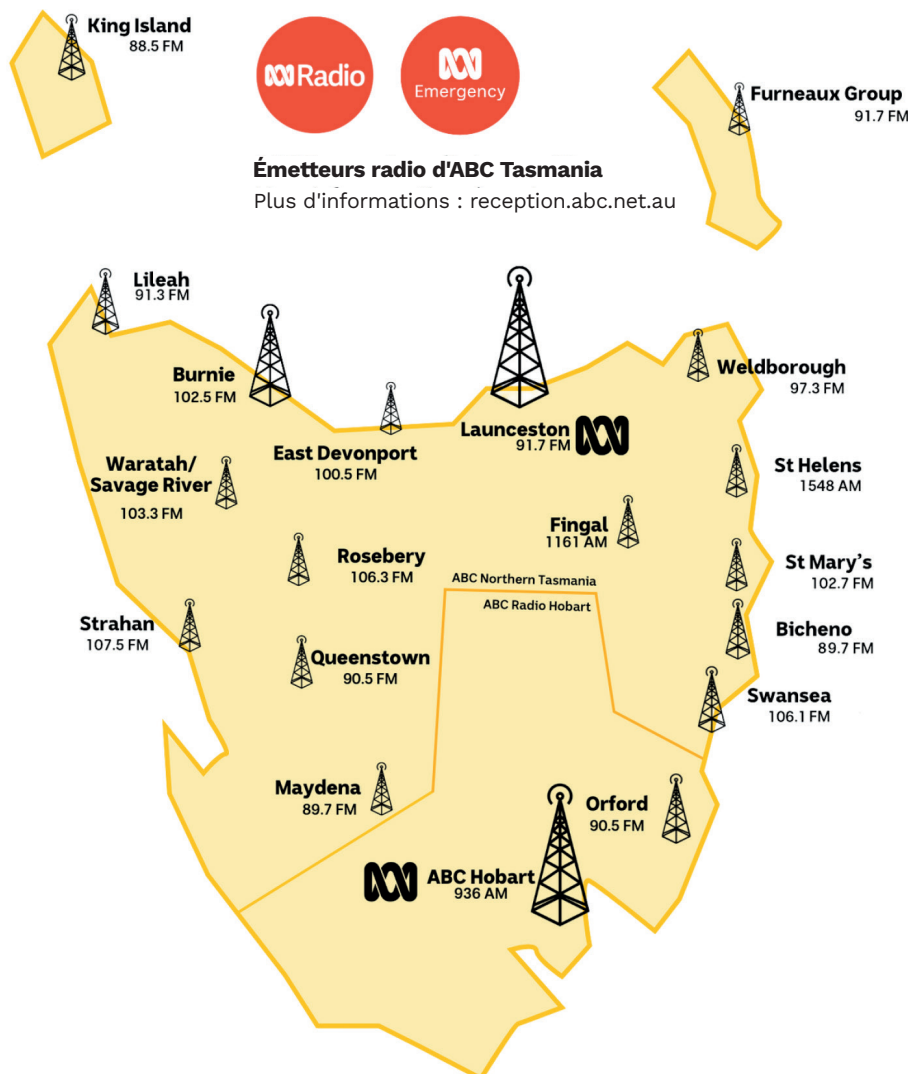 King Island
88.5 FM
Radio
Emergency
Furneaux Group
91.7 FM
Émetteurs radio d'ABC Tasmania
Plus d'informations : reception.abc.net.au
Lileah
91.3 FM
Burnie
102.5 FM
East Devonport
100.5 FM
Launceston
91.7 FM
Weldborough
97.3 FM
Waratah/
Savage River
103.3 FM
St Helens
1548 AM
Fingal
1161 AM
Rosebery
106.3 FM
ABC Northern Tasmania
ABC Radio Hobart
St Mary's
102.7 FM
Strahan
107.5 FM
Bicheno
89.7 FM
Queenstown
90.5 FM
Swansea
106.1 FM
Maydena
89.7 FM
Orford
90.5 FM
ABC Hobart
936 AM